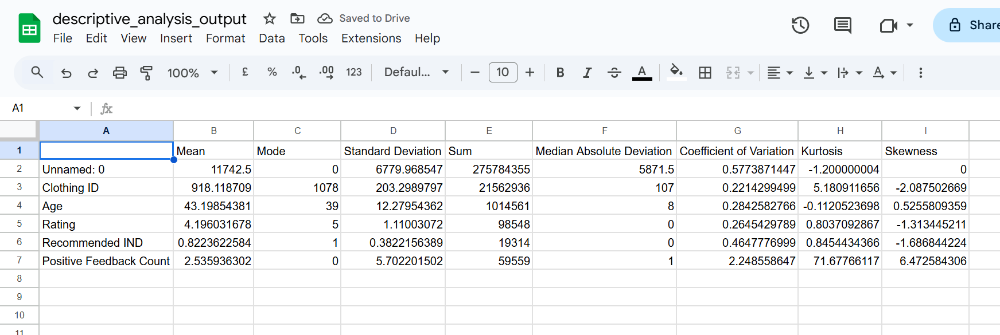 descriptive_analysis_output Saved to Drive
File Edit View Insert Format Data Tools Extensions Help
Share
100% £ % .0 .00 123 Defaul... 10 B I S A A
A1 fx
A B C D E F G H I
1 Mean Mode Standard Deviation Sum Median Absolute Deviation Coefficient of Variation Kurtosis Skewness
2 Unnamed: 0 11742.5 0 6779.968547 275784355 5871.5 0.5773871447 -1.200000004 0
3 Clothing ID 918.118709 1078 203.2989797 21562936 107 0.2214299499 5.180911656 -2.087502669
4 Age 43.19854381 39 12.27954362 1014561 8 0.2842582766 -0.1120523698 0.5255809359
5 Rating 4.196031678 5 1.11003072 98548 0 0.2645429789 0.8037092867 -1.313445211
6 Recommended IND 0.8223622584 1 0.3822156389 19314 0 0.4647776999 0.8454434366 -1.686844224
7 Positive Feedback Count 2.535936302 0 5.702201502 59559 1 2.248558647 71.67766117 6.472584306
8
9
10
11